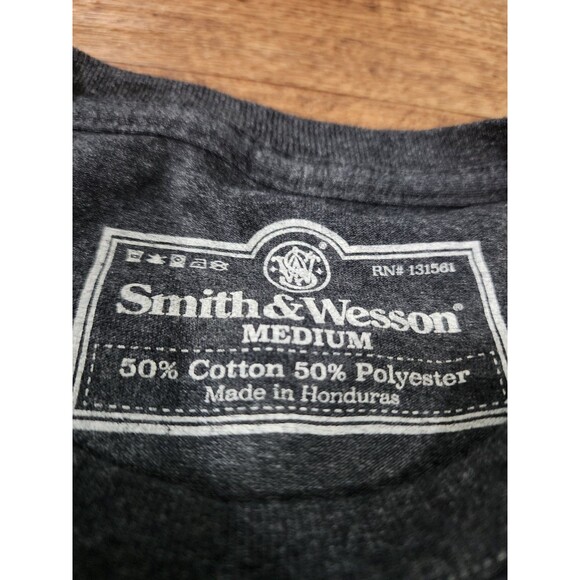 RN# 131561
Smith & Wesson®
MEDIUM
50% Cotton 50% Polyester
Made in Honduras